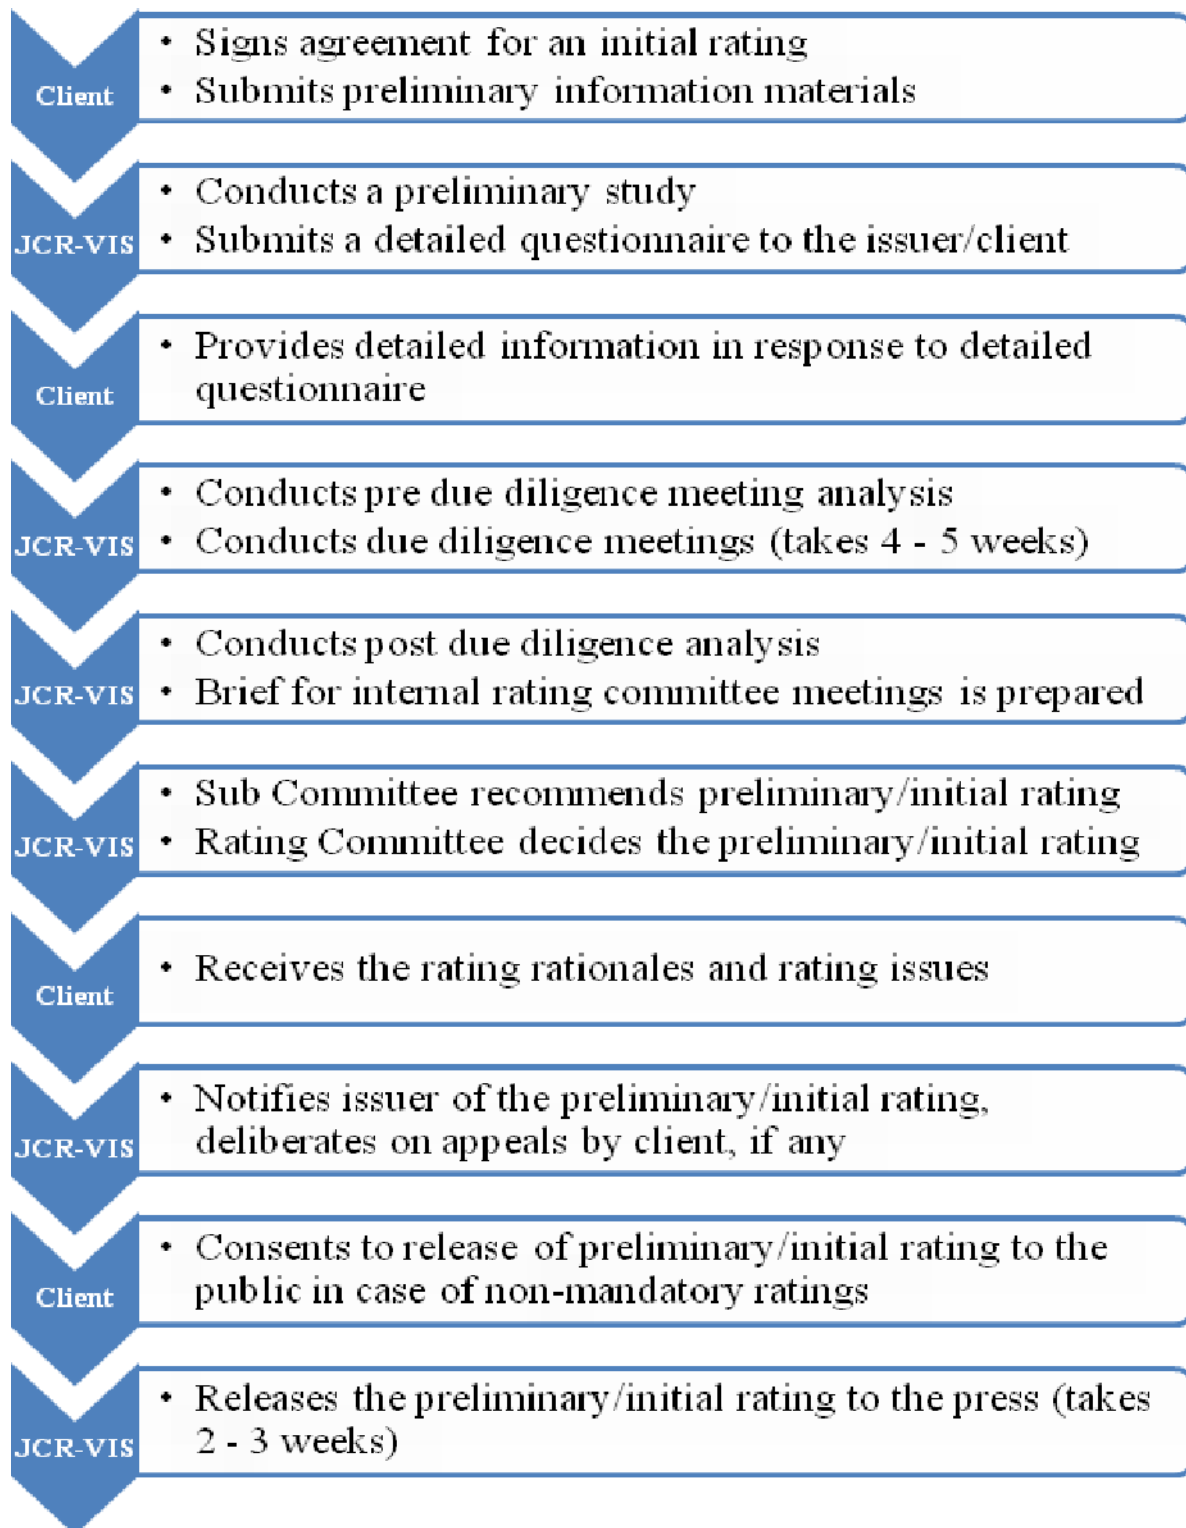 • Signs agreement for an initial rating
Client
• Submits preliminary information materials
• Conducts a preliminary study
JCR-VIS
• Submits a detailed questionnaire to the issuer/client
• Provides detailed information in response to detailed
questionnaire
Client
• Conducts pre due diligence meeting analysis
JCR-VIS
• Conducts due diligence meetings (takes 4 - 5 weeks)
• Conducts post due diligence analysis
JCR-VIS
• Brief for internal rating committee meetings is prepared
• Sub Committee recommends preliminary/initial rating
JCR-VIS
• Rating Committee decides the preliminary/initial rating
• Receives the rating rationales and rating issues
Client
• Notifies issuer of the preliminary/initial rating,
deliberates on appeals by client, if any
JCR-VIS
• Consents to release of preliminary/initial rating to the
public in case of non-mandatory ratings
Client
• Releases the preliminary/initial rating to the press (takes
2 - 3 weeks)
JCR-VIS